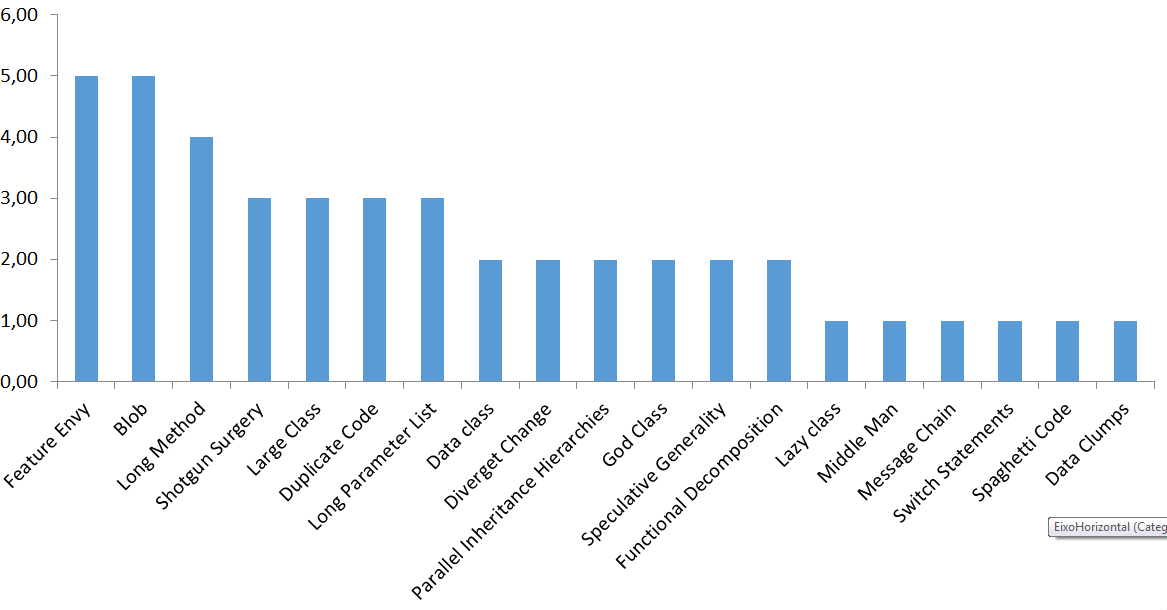 6,00
5,00
4,00
3,00
2,00
1,00
0,00
Feature Envy
Blob
Long Method
Shotgun Surgery
Large Class
Duplicate Code
Long Parameter List
Data class
Diverget Change
Parallel Inheritance Hierarchies
God Class
Speculative Generality
Functional Decomposition
Lazy class
Middle Man
Message Chain
Switch Statements
Spaghetti Code
Data Clumps
EixoHorizontal (Categ